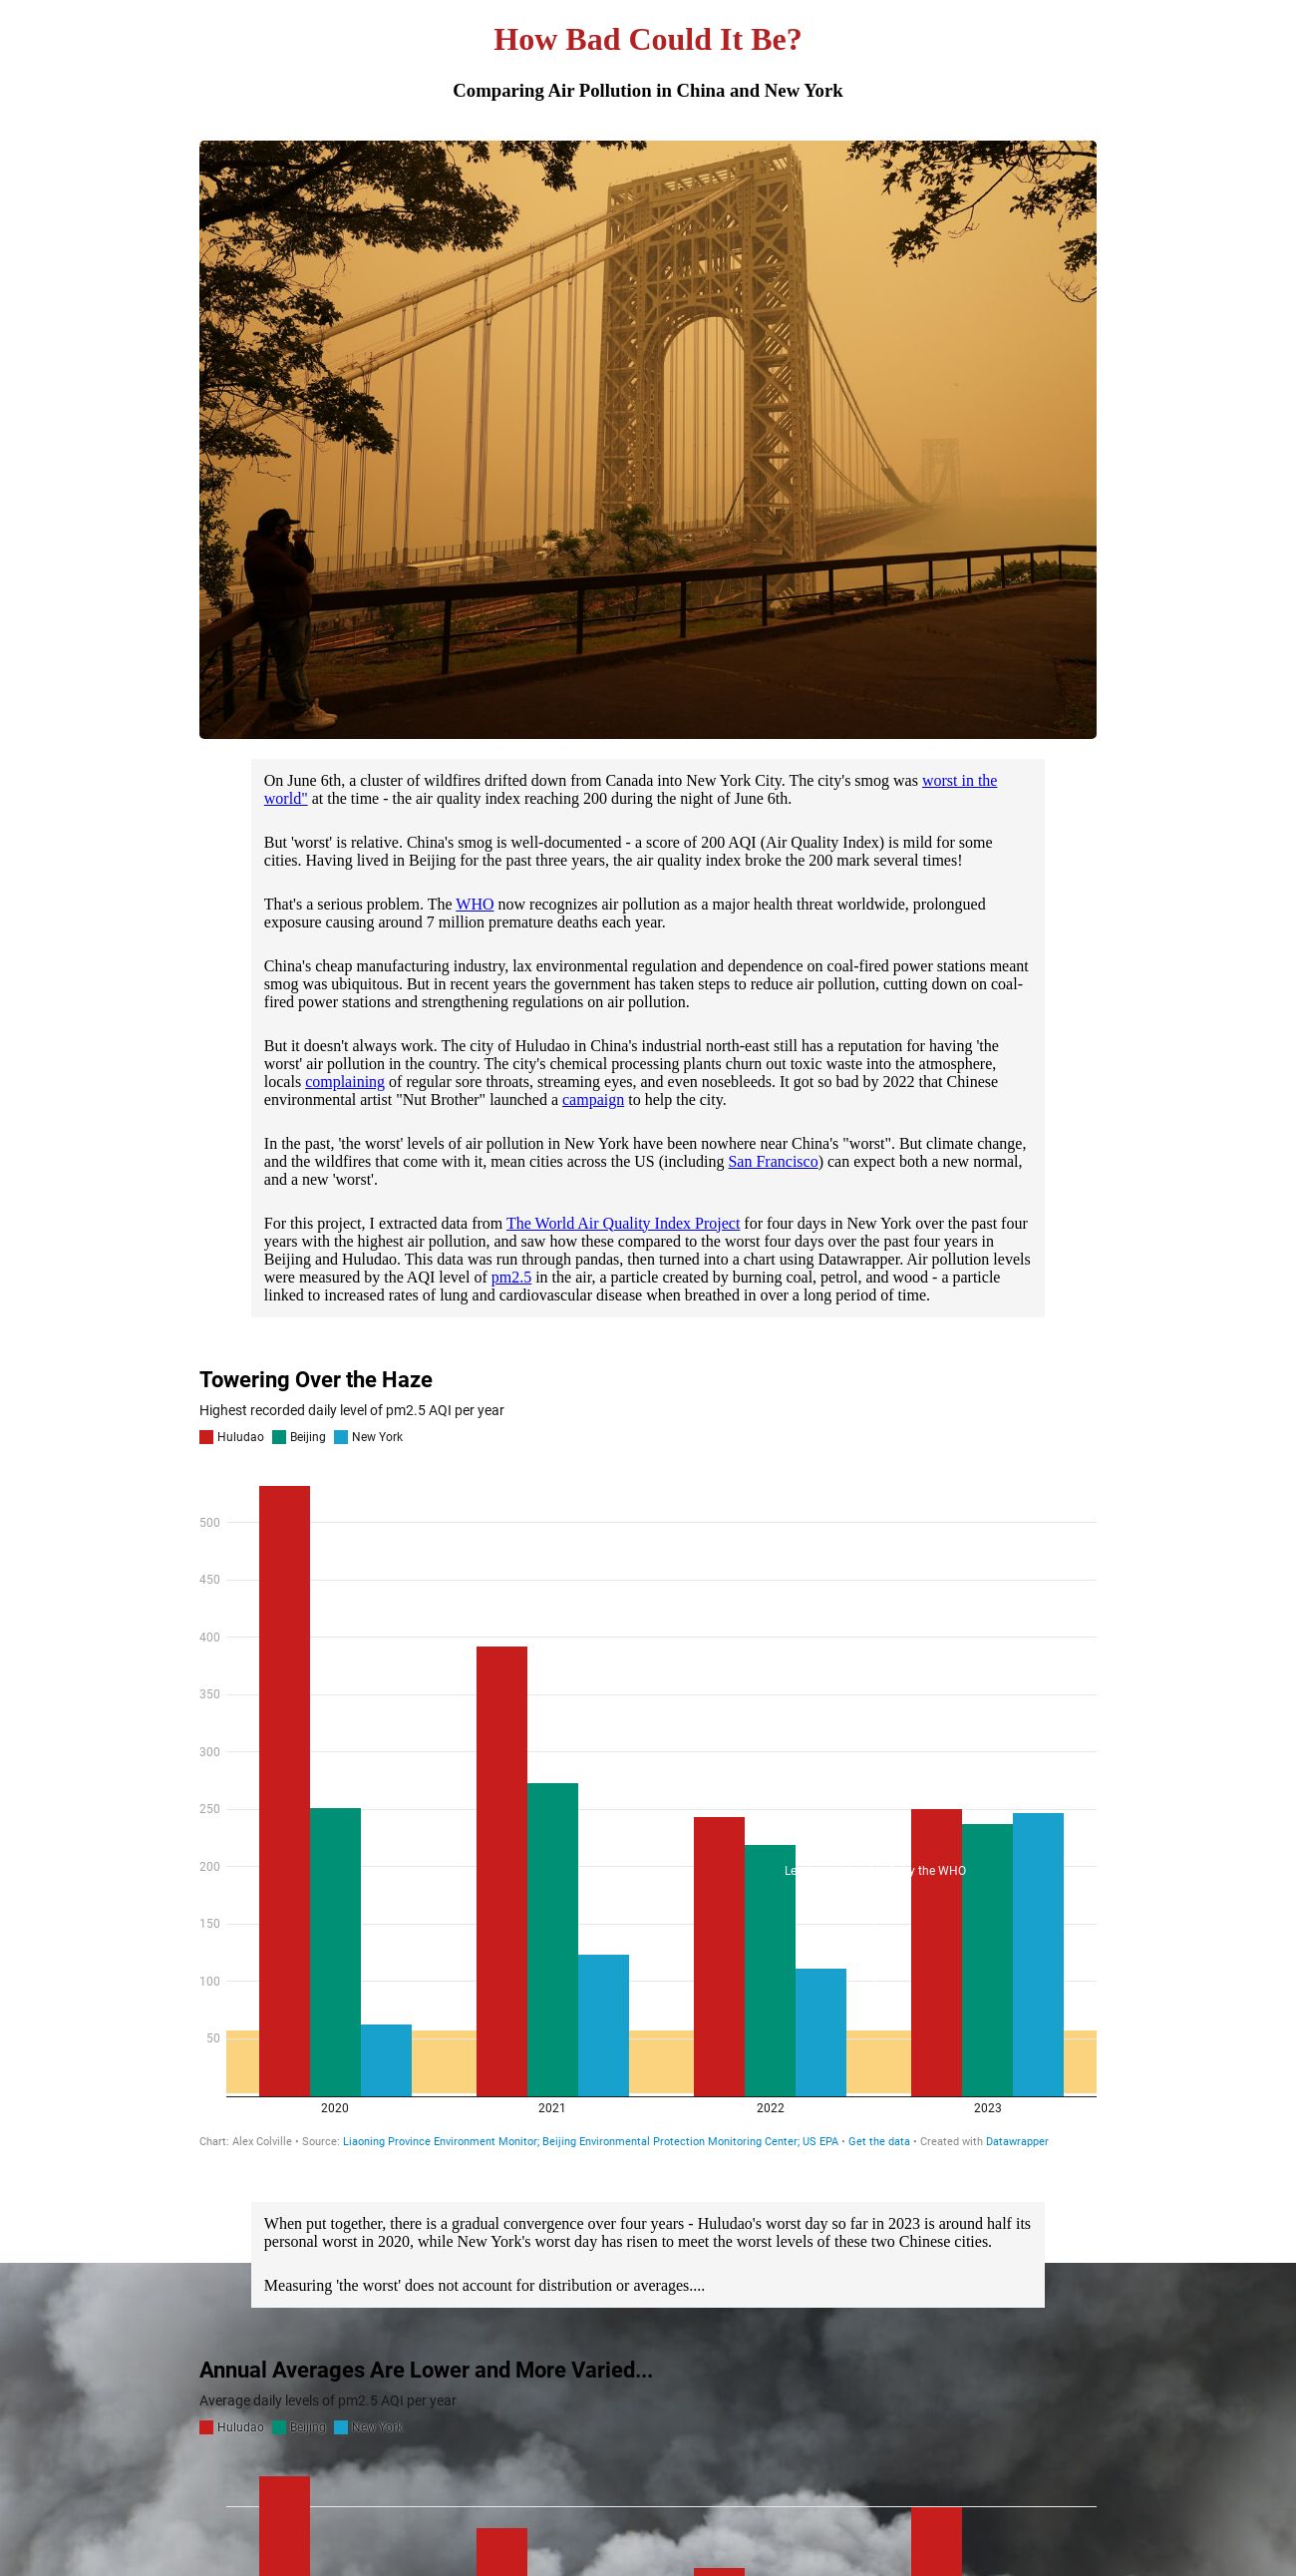 How Bad Could It Be?
Comparing Air Pollution in China and New York
On June 6th, a cluster of wildfires drifted down from Canada into New York City. The city's smog was worst in the
world" at the time - the air quality index reaching 200 during the night of June 6th.
But 'worst' is relative. China's smog is well-documented - a score of 200 AQI (Air Quality Index) is mild for some
cities. Having lived in Beijing for the past three years, the air quality index broke the 200 mark several times!
That's a serious problem. The WHO now recognizes air pollution as a major health threat worldwide, prolonged
exposure causing around 7 million premature deaths each year.
China's cheap manufacturing industry, lax environmental regulation and dependence on coal-fired power stations meant
smog was ubiquitous. But in recent years the government has taken steps to reduce air pollution, cutting down on coal-
fired power stations and strengthening regulations on air pollution.
But it doesn't always work. The city of Huludao in China's industrial north-east still has a reputation for having 'the
worst' air pollution in the country. The city's chemical processing plants churn out toxic waste into the atmosphere,
locals complaining of regular sore throats, streaming eyes, and even nosebleeds. It got so bad by 2022 that Chinese
environmental artist "Nut Brother" launched a campaign to help the city.
In the past, 'the worst' levels of air pollution in New York have been nowhere near China's "worst". But climate change,
and the wildfires that come with it, mean cities across the US (including San Francisco) can expect both a new normal,
and a new 'worst'.
For this project, I extracted data from The World Air Quality Index Project for four days in New York over the past four
years with the highest air pollution, and saw how these compared to the worst four days over the past four years in
Beijing and Huludao. This data was run through pandas, then turned into a chart using Datawrapper. Air pollution levels
were measured by the AQI level of pm2.5 in the air, a particle created by burning coal, petrol, and wood - a particle
linked to increased rates of lung and cardiovascular disease when breathed in over a long period of time.
Towering Over the Haze
Highest recorded daily level of pm2.5 AQI per year
Huludao Beijing New York
500
450
400
350
300
250
200
the WHO
150
100
50
2020 2021 2022 2023
Chart: Alex Colville • Source: Liaoning Province Environment Monitor; Beijing Environmental Protection Monitoring Center; US EPA • Get the data • Created with Datawrapper
When put together, there is a gradual convergence over four years - Huludao's worst day so far in 2023 is around half its
personal worst in 2020, while New York's worst day has risen to meet the worst levels of these two Chinese cities.
Measuring 'the worst' does not account for distribution or averages....
Annual Averages Are Lower and More Varied...
Average daily levels of pm2.5 AQI per year
Huludao Beijing New York